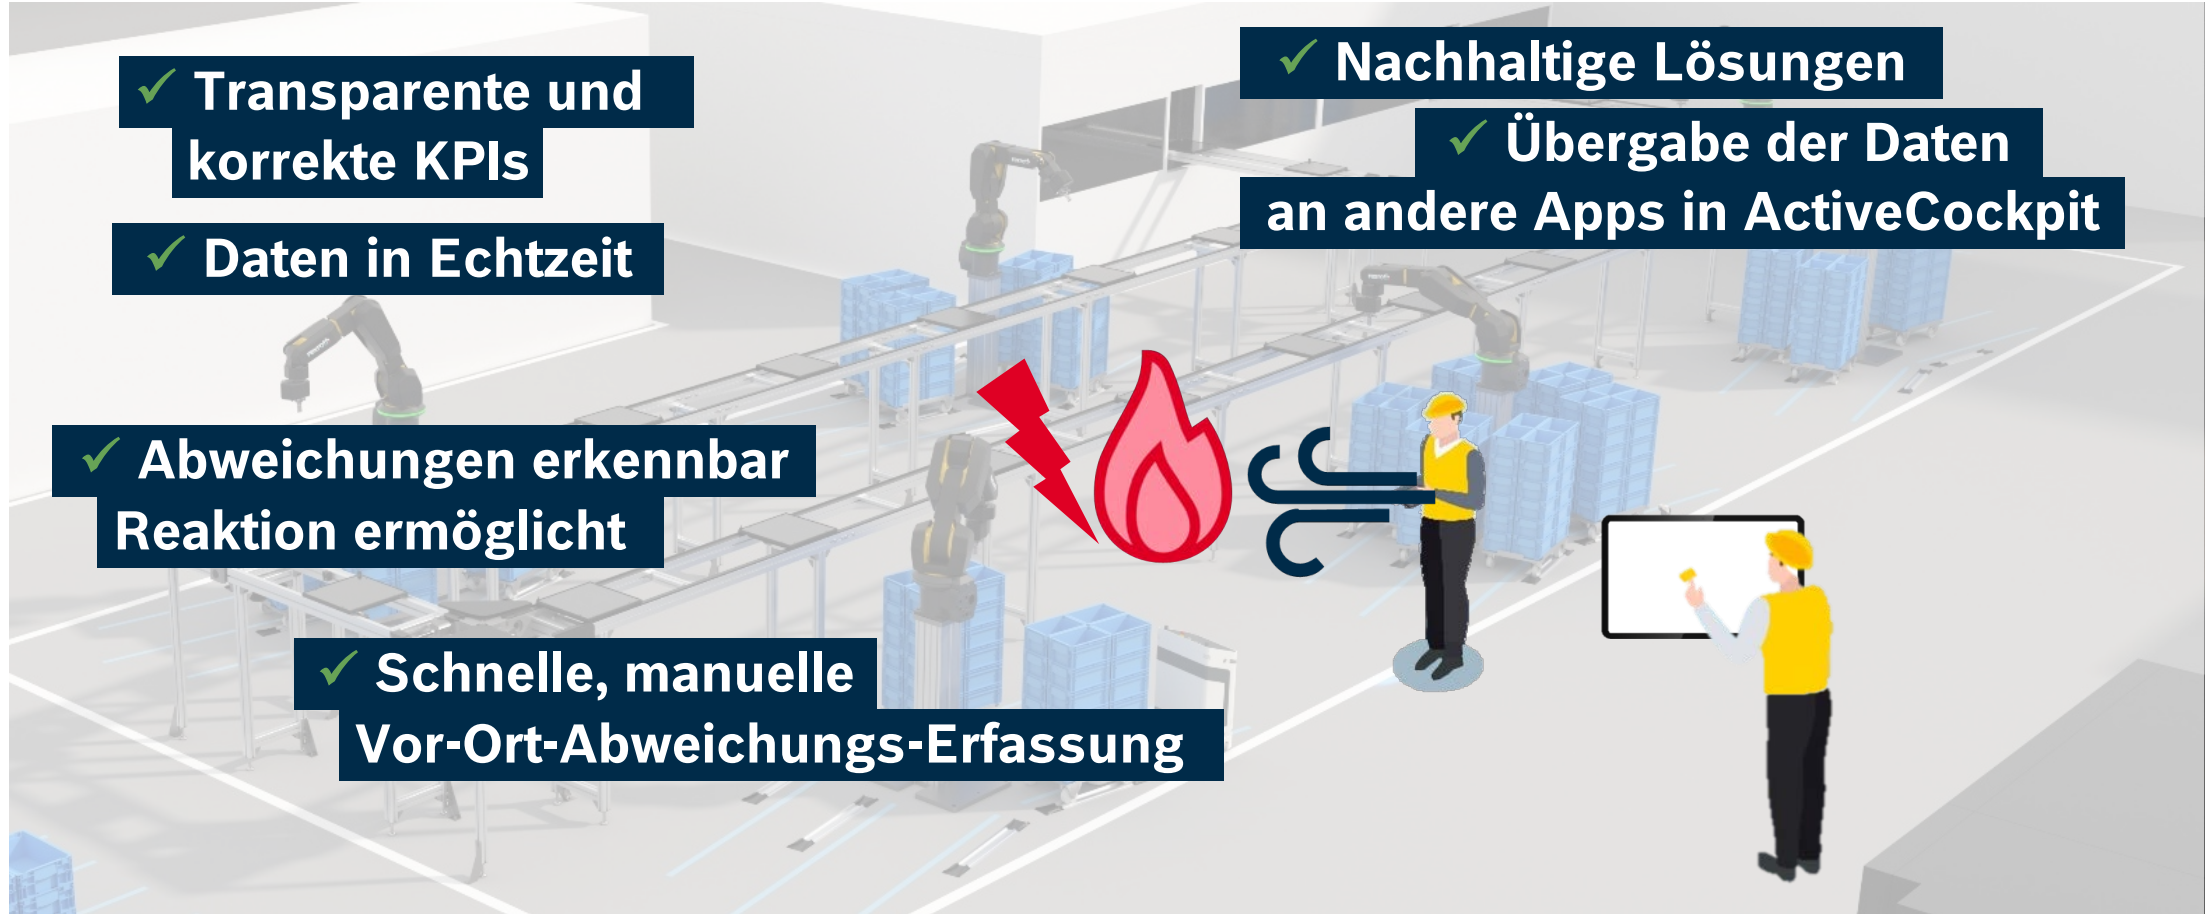 ✓ Transparente und
korrekte KPIs
✓ Daten in Echtzeit
✓ Abweichungen erkennbar
Reaktion ermöglicht
✓ Schnelle, manuelle
Vor-Ort-Abweichungs-Erfassung
✓ Nachhaltige Lösungen
✓ Übergabe der Daten
an andere Apps in ActiveCockpit